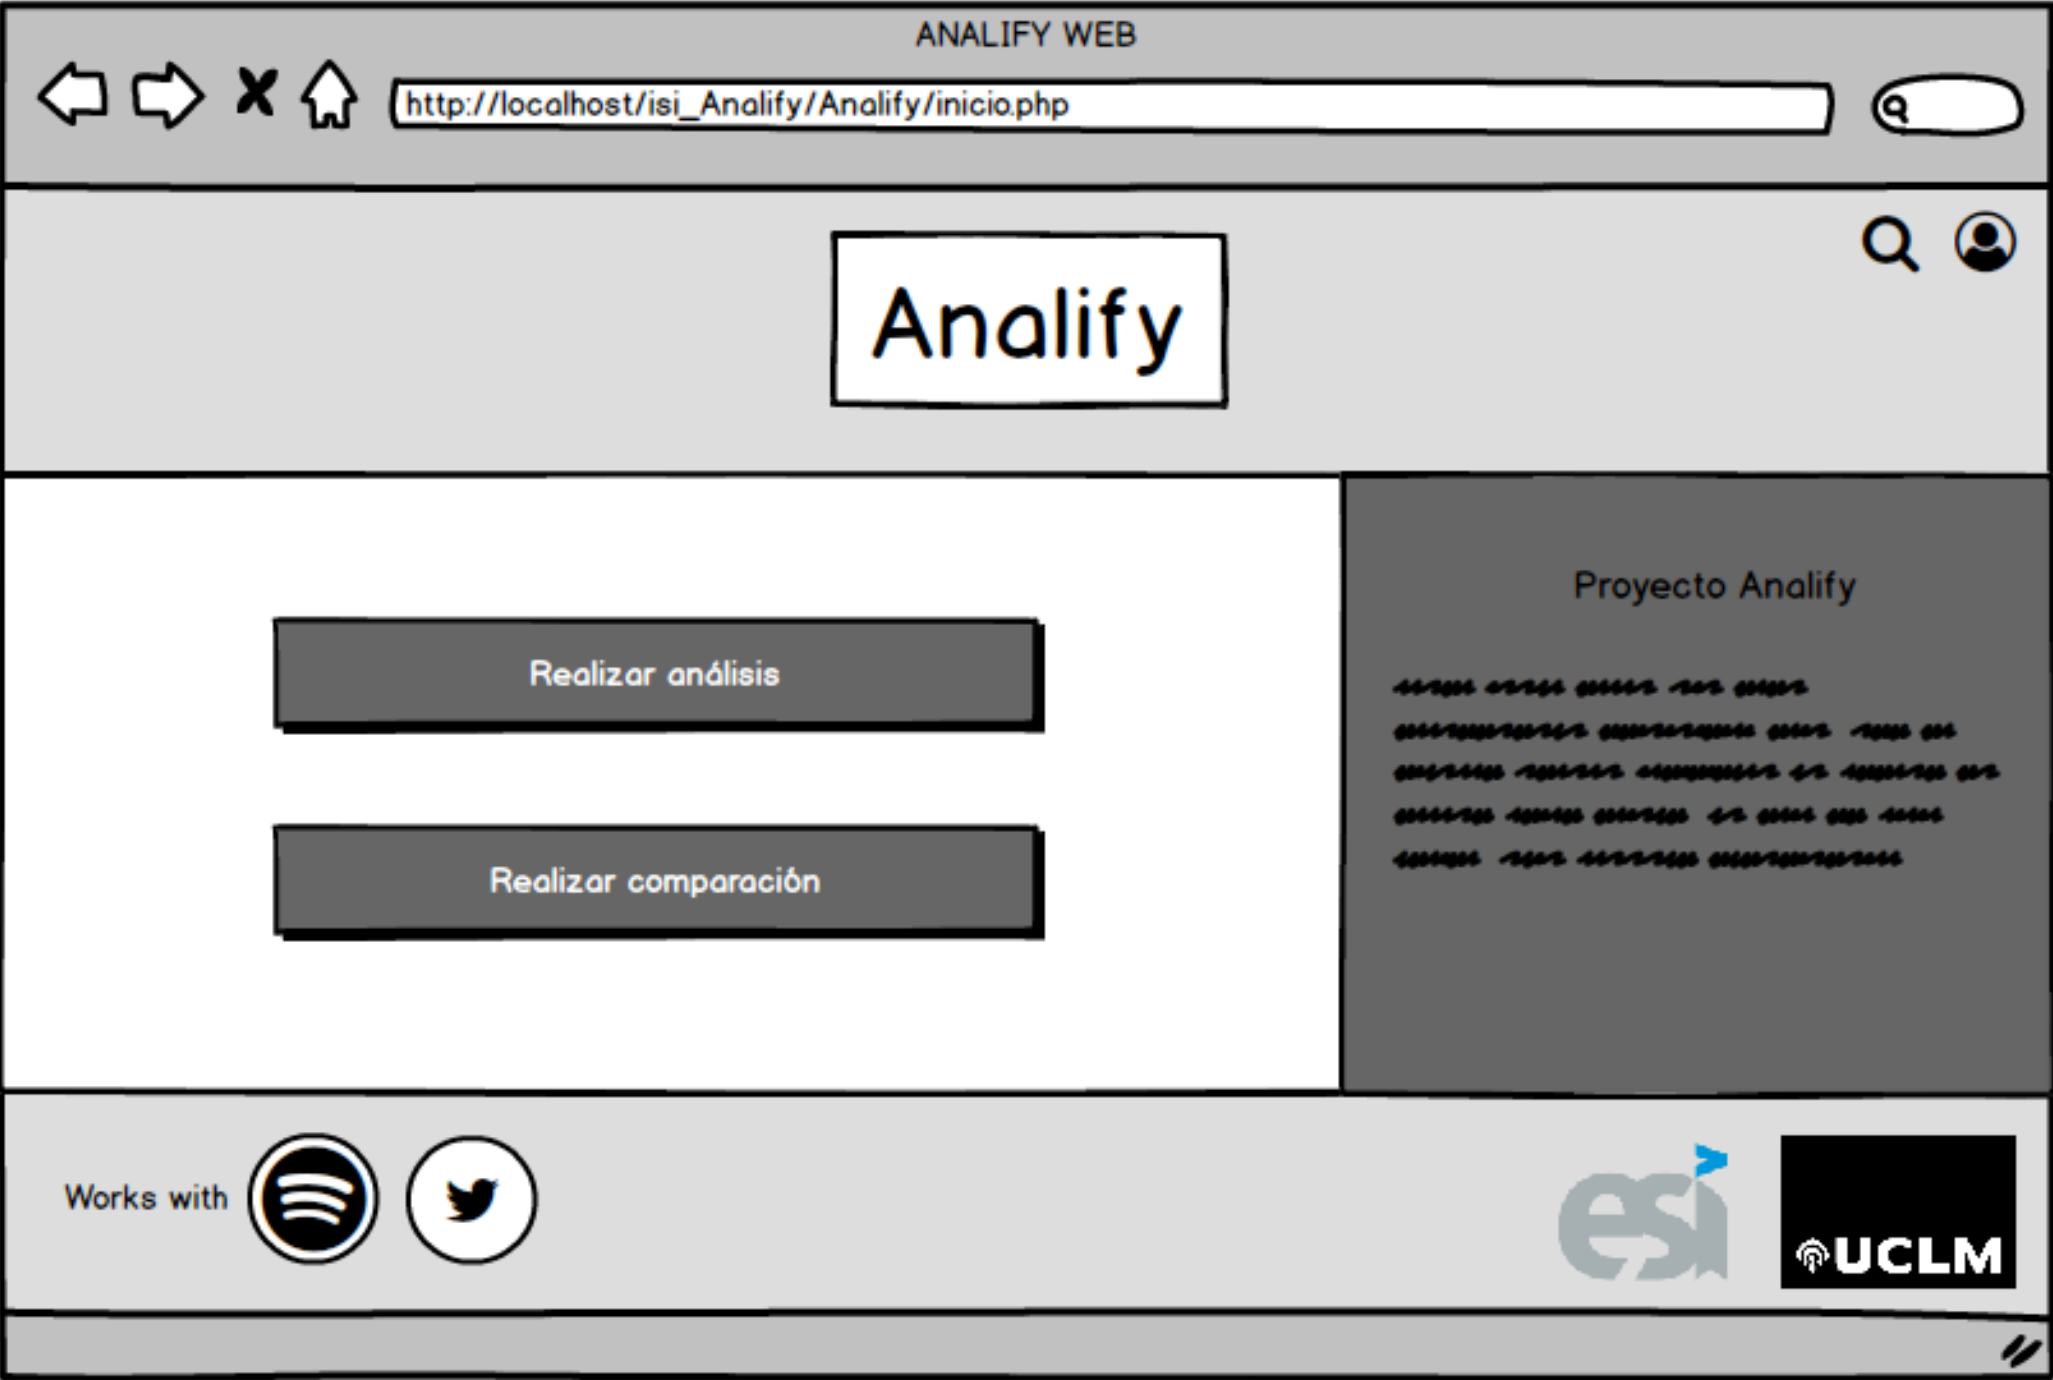 ANALIFY WEB
http://localhost/isi_Analify/Analify/inicio.php
Analify
Proyecto Analify
Realizar análisis
Realizar comparación
Works with
esi
UCLM